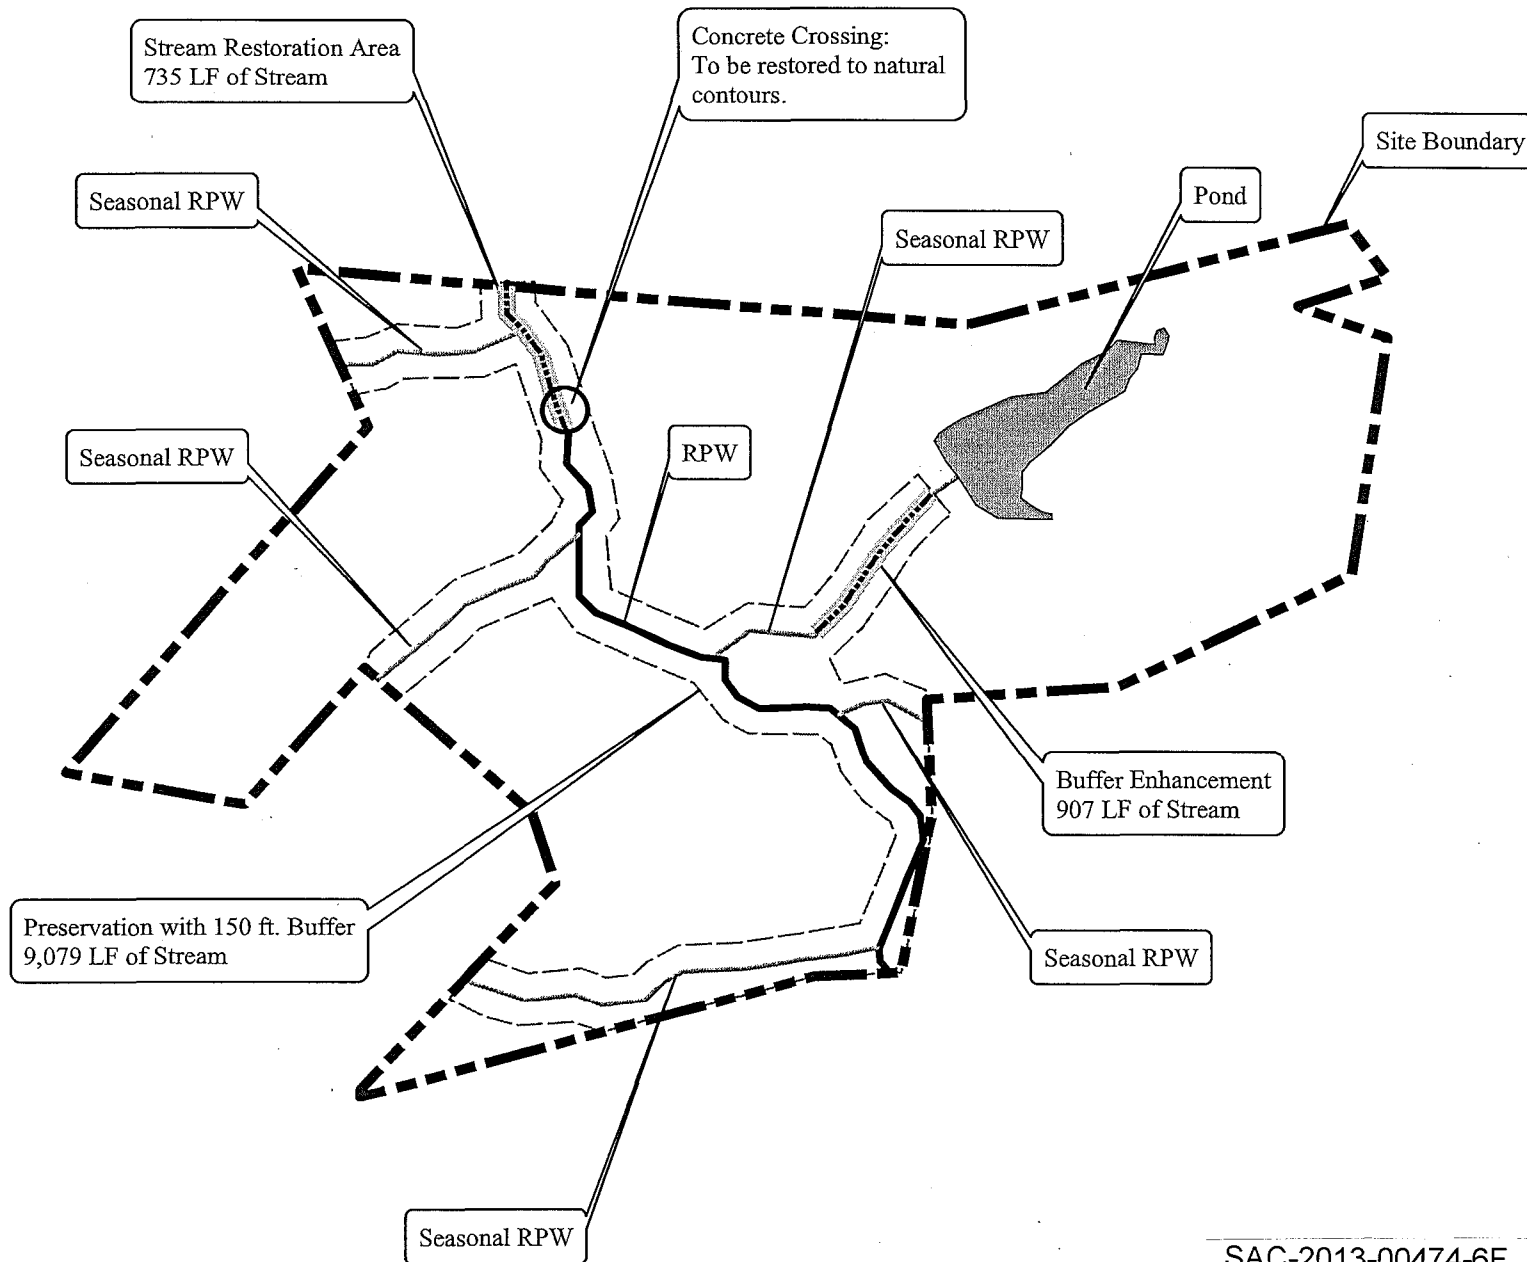 Stream Restoration Area
735 LF of Stream
Concrete Crossing:
To be restored to natural
contours.
Site Boundary
Seasonal RPW
Pond
Seasonal RPW
Seasonal RPW
RPW
Buffer Enhancement
907 LF of Stream
Preservation with 150 ft. Buffer
9,079 LF of Stream
Seasonal RPW
Seasonal RPW